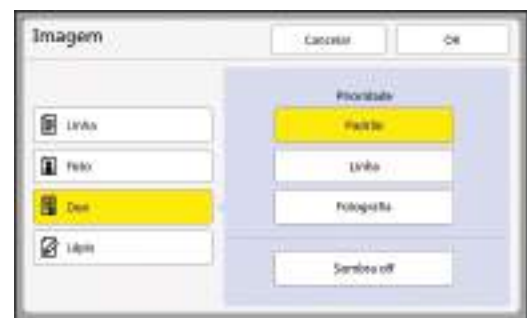 Imagem
Cancelar
OK
Prioridade
Linha
Padrão
Foto
Linha
Duo
Fotografia
Lápis
Sombra off